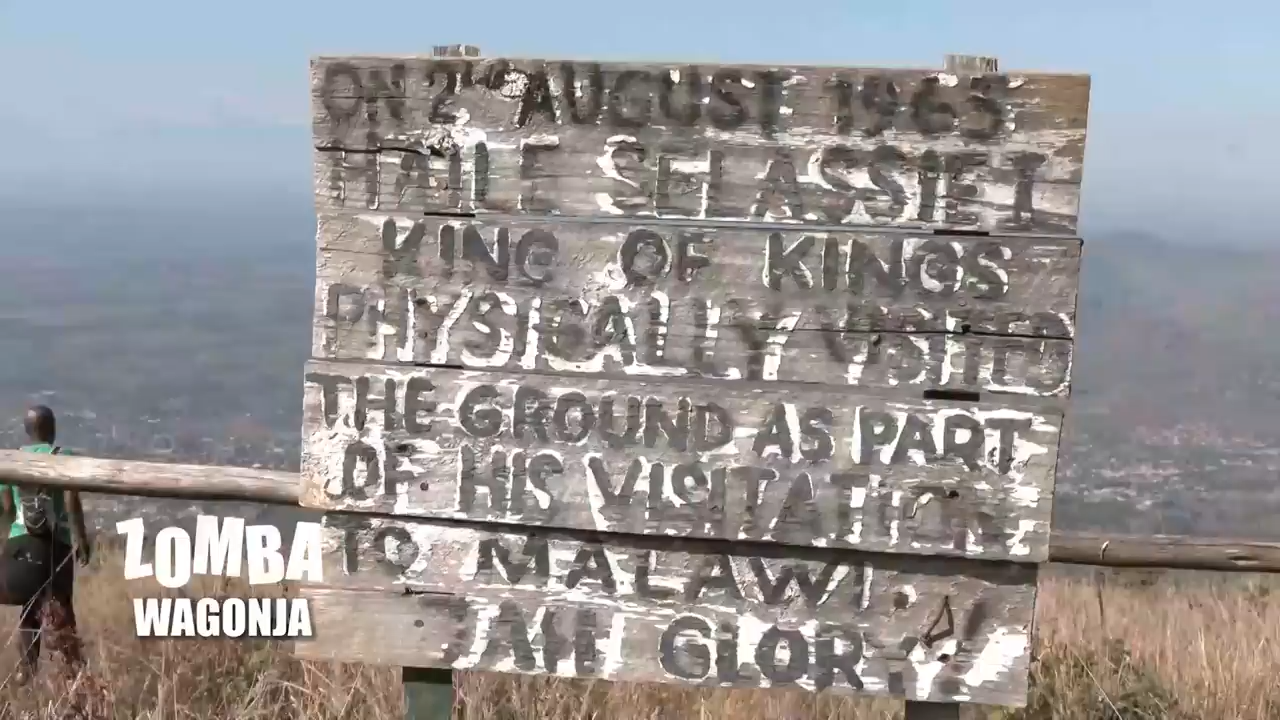 ON 2ND AUGUST 1965
HAILE SELASSIE I
KING OF KINGS
PHYSICALLY VISITED
THE GROUND AS PART
OF HIS VISITATION
TO MALAWI.
JAH GLORY!
ZOMBA
WAGONJA